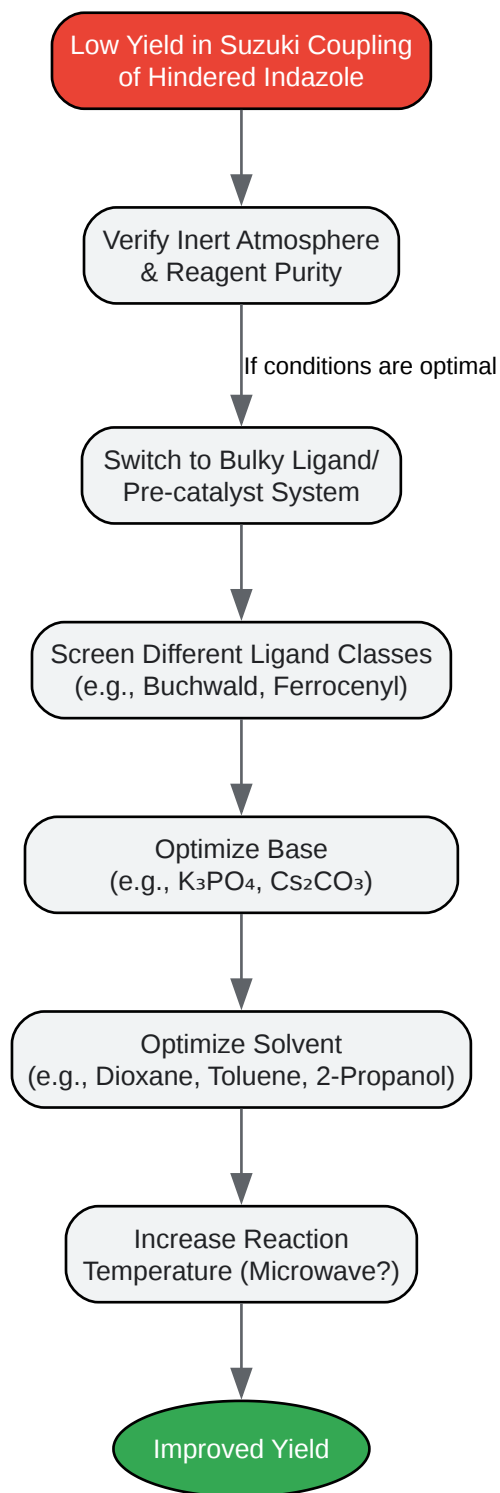 Low Yield in Suzuki Coupling
of Hindered Indazole
Verify Inert Atmosphere
& Reagent Purity
If conditions are optimal
Switch to Bulky Ligand/
Pre-catalyst System
Screen Different Ligand Classes
(e.g., Buchwald, Ferrocenyl)
Optimize Base
(e.g., K₃PO₄, Cs₂CO₃)
Optimize Solvent
(e.g., Dioxane, Toluene, 2-Propanol)
Increase Reaction
Temperature (Microwave?)
Improved Yield